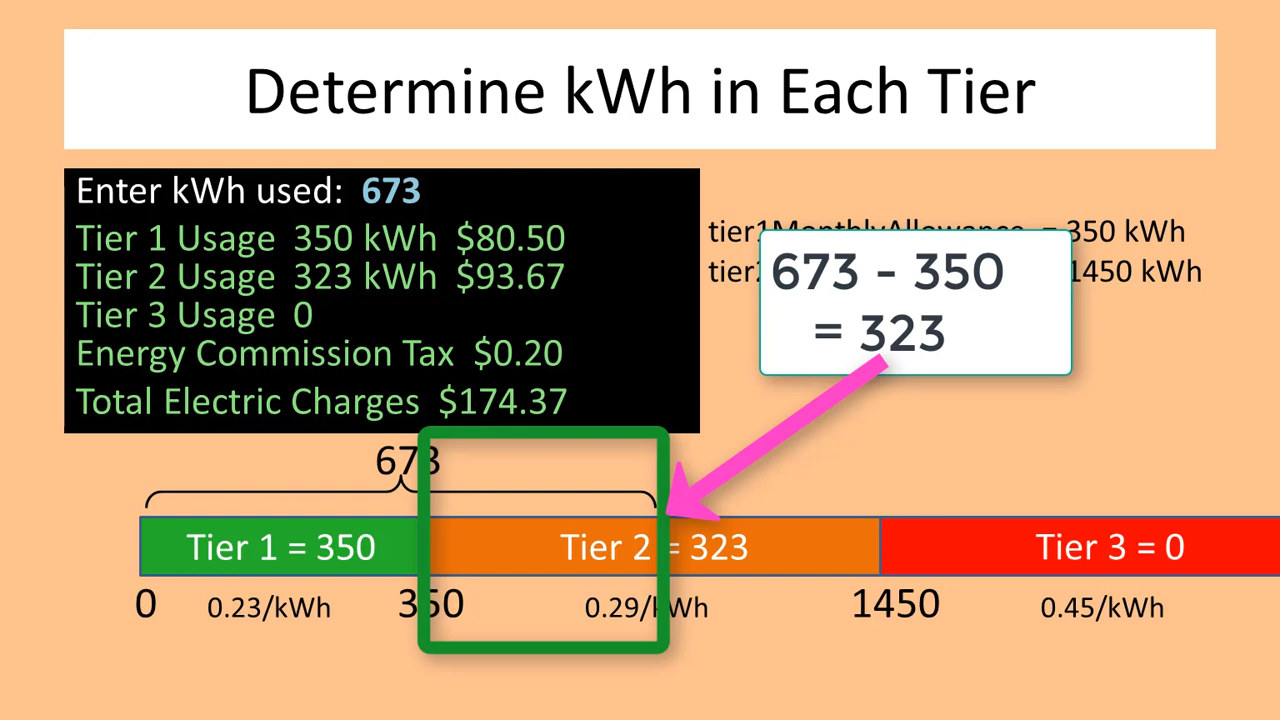 Determine kWh in Each Tier
Enter kWh used: 673
Tier 1 Usage 350 kWh $80.50
Tier 2 Usage 323 kWh $93.67
Tier 3 Usage 0
Energy Commission Tax $0.20
Total Electric Charges $174.37
tier1MonthlyAllowance = 350 kWh
tier2 1450 kWh
673 - 350
= 323
673
Tier 1 = 350
Tier 2 = 323
Tier 3 = 0
0 0.23/kWh 350 0.29/kWh 1450 0.45/kWh